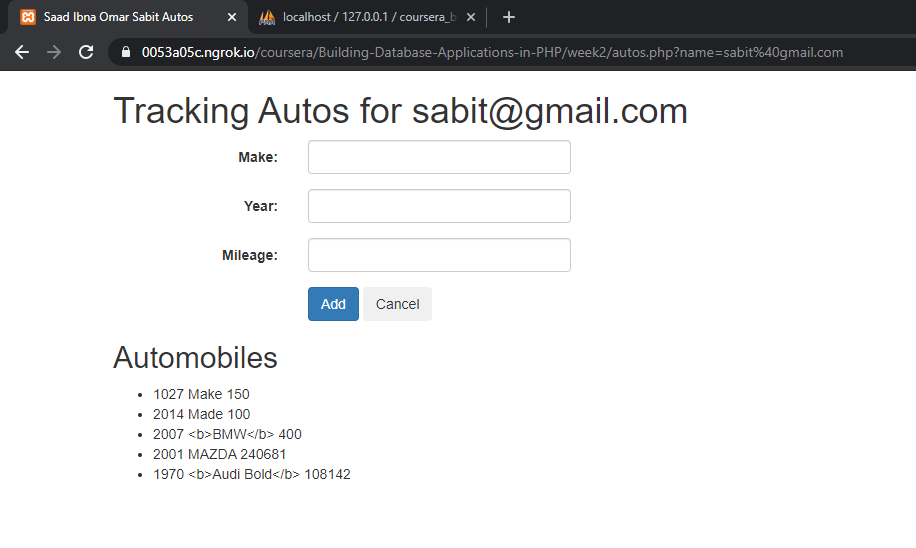 Saad Ibna Omar Sabit Autos
localhost / 127.0.0.1 / coursera_b
0053a05c.ngrok.io/coursera/Building-Database-Applications-in-PHP/week2/autos.php?name=sabit%40gmail.com
Tracking Autos for sabit@gmail.com
Make:
Year:
Mileage:
Add Cancel
Automobiles
• 1027 Make 150
• 2014 Made 100
• 2007 <b>BMW</b> 400
• 2001 MAZDA 240681
• 1970 <b>Audi Bold</b> 108142